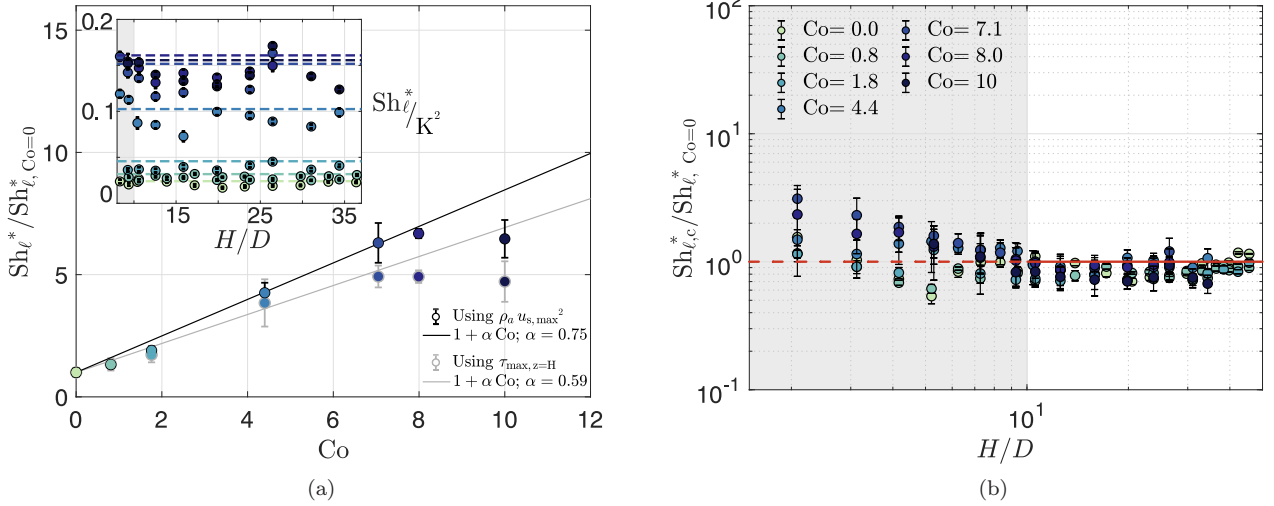 Sh_ℓ^*/Sh^*_{ℓ, Co=0}
15
10
5
0
0 2 4 6 8 10 12
Co
0.2
0.1
0
15 25 35
H/D
Sh^*_ℓ/K^2
Using ρ_a u_{s,max}^2
1 + α Co; α = 0.75
Using τ_{max,z=H}
1 + α Co; α = 0.59
(a)
Sh^*_{ℓ,c}/Sh^*_{ℓ, Co=0}
10^2
10^1
10^0
10^{-1}
Co= 0.0
Co= 0.8
Co= 1.8
Co= 4.4
Co= 7.1
Co= 8.0
Co= 10
10^1
H/D
(b)